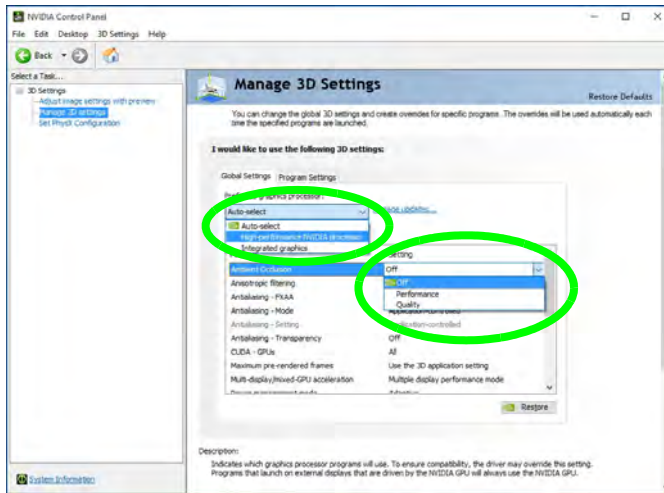 NVIDIA Control Panel
File Edit Desktop 3D Settings Help
Back
Select a Task...
3D Settings
Adjust image settings with preview
Manage 3D settings
Set PhysX Configuration
Manage 3D Settings
Restore Defaults
You can change the global 3D settings and create overrides for specific programs. The overrides will be used automatically each
time the specified programs are launched.
I would like to use the following 3D settings:
Global Settings Program Settings
Preferred graphics processor:
Auto-select
Auto-select
High-performance NVIDIA processor
Integrated graphics
Setting
Ambient Occlusion Off
Off
Anisotropic filtering
Performance
Antialiasing - FXAA
Quality
Antialiasing - Mode Application-controlled
Antialiasing - Setting Application-controlled
Antialiasing - Transparency Off
CUDA - GPUs All
Maximum pre-rendered frames Use the 3D application setting
Multi-display/mixed-GPU acceleration Multiple display performance mode
Restore
Description:
Indicates which graphics processor programs will use. To ensure compatibility, the driver may override this setting.
Programs that launch on external displays that are driven by the NVIDIA GPU will always use the NVIDIA GPU.
System Information